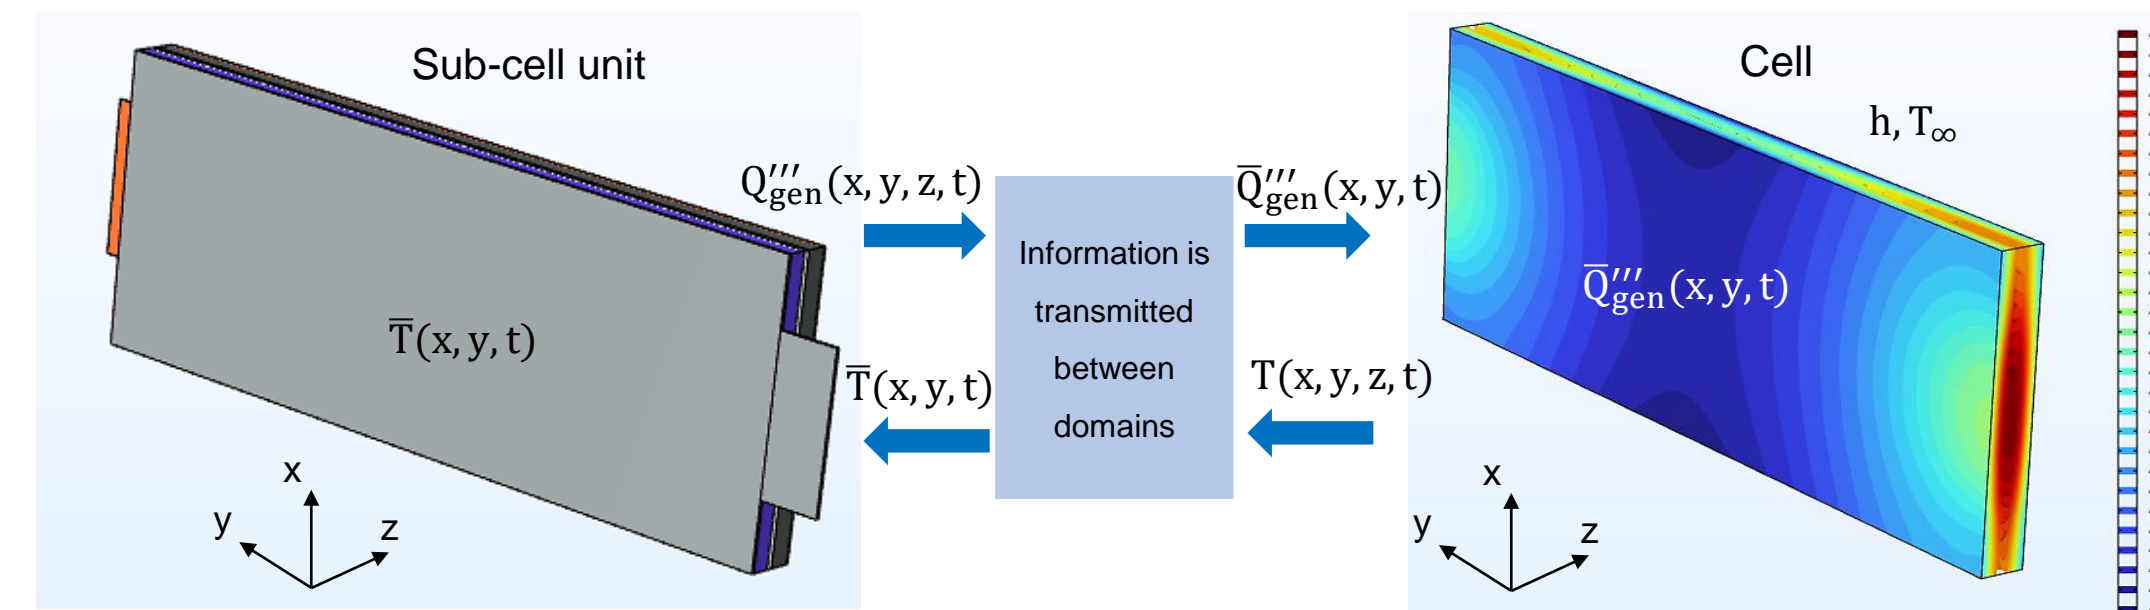 Sub-cell unit
T̅(x, y, t)
x
y
z
Q‴gen(x, y, z, t)
T̅(x, y, t)
Information is
transmitted
between
domains
Q̅‴gen(x, y, t)
T(x, y, z, t)
Cell
h, T∞
Q̅‴gen(x, y, t)
x
y
z